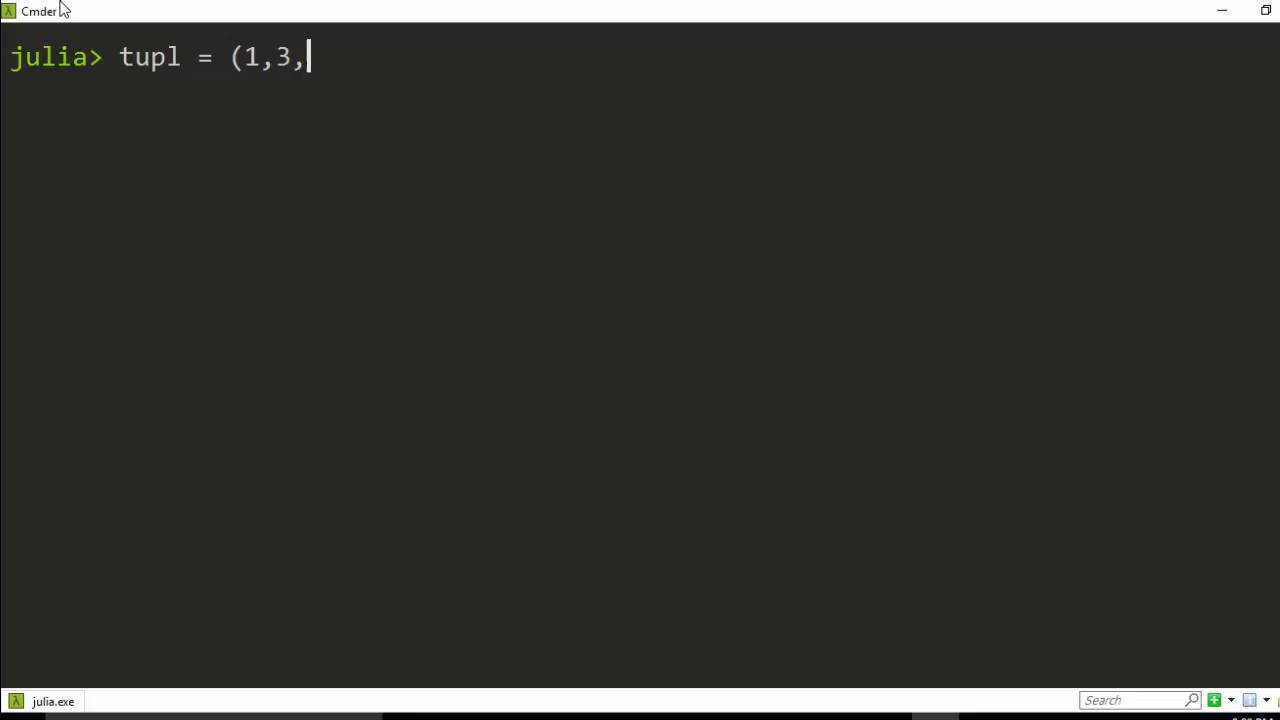 Cmder
julia> tupl = (1,3,
julia.exe
Search